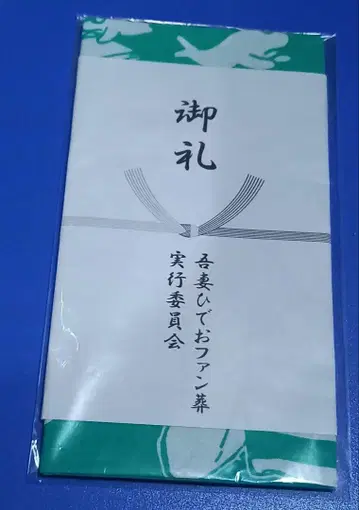 御礼
吾妻ひでおファン葬
実行委員会